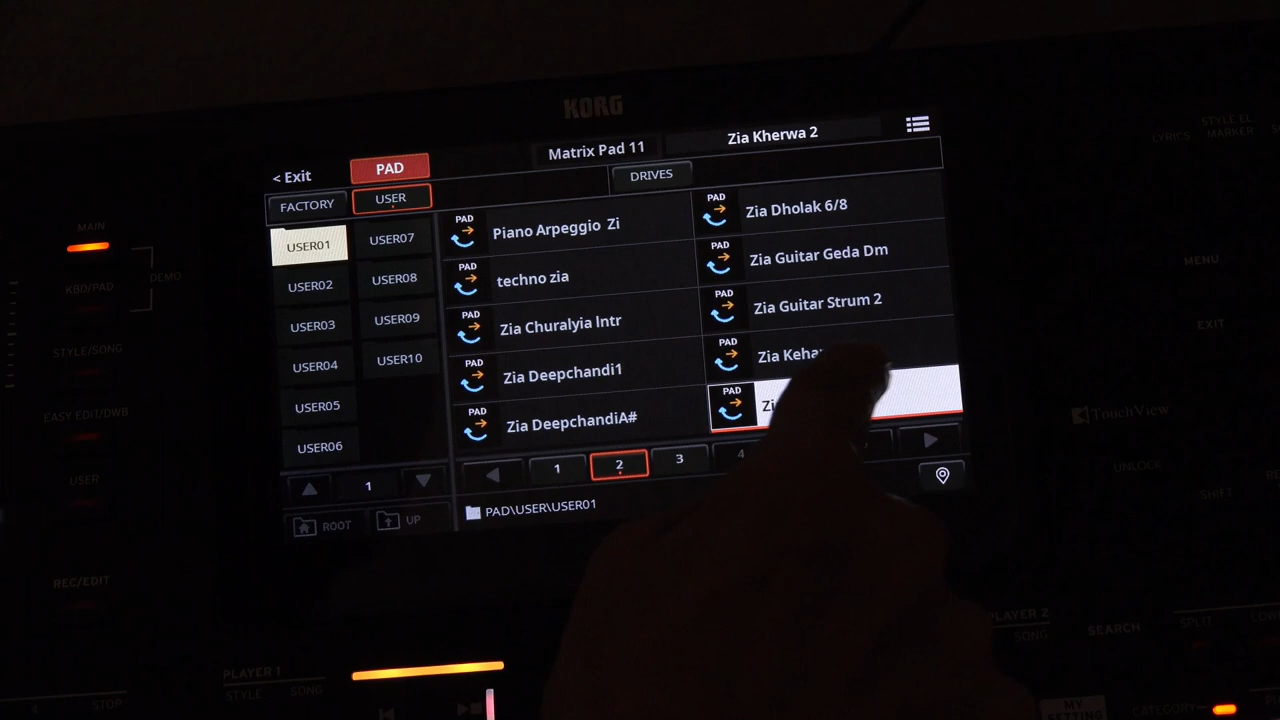 KORG
STYLE EL
LYRICS MARKER
< Exit PAD Matrix Pad 11 Zia Kherwa 2
FACTORY USER DRIVES
USER01 USER07
USER02 USER08
USER03 USER09
USER04 USER10
USER05
USER06
PAD Piano Arpeggio Zi
PAD techno zia
PAD Zia Churalyia Intr
PAD Zia Deepchandi1
PAD Zia DeepchandiA#
PAD Zia Dholak 6/8
PAD Zia Guitar Geda Dm
PAD Zia Guitar Strum 2
PAD Zia
PAD
1 2 3 4
1
ROOT UP
PAD\USER\USER01
MAIN
DEMO
KBD/PAD
STYLE/SONG
EASY EDIT/DWB
USER
REC/EDIT
MENU
EXIT
TouchView
UNLOCK
SHIFT
PLAYER 1
STYLE SONG
STOP
PLAYER 2
SONG
SEARCH
SPLIT
MY
SETTING
CATEGORY